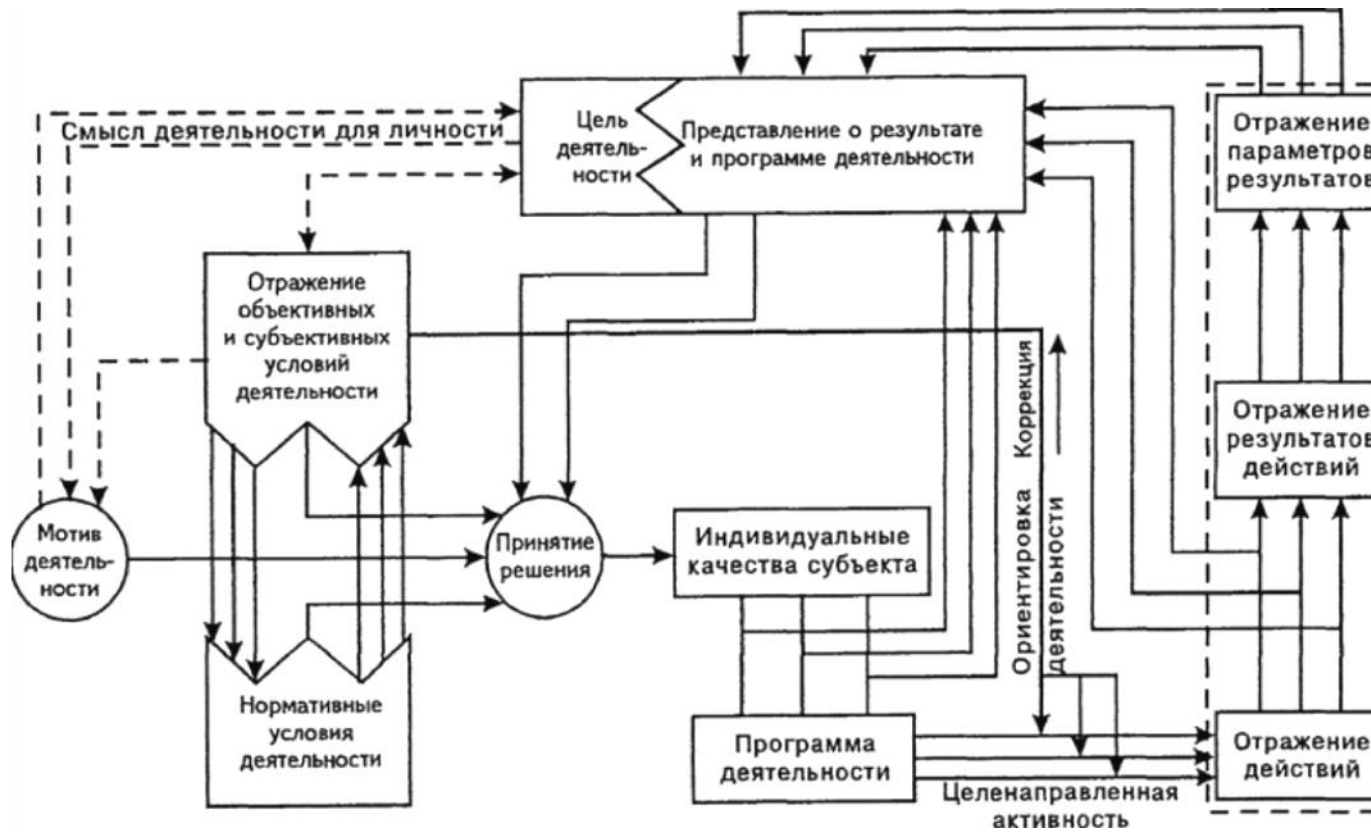 Смысл деятельности для личности
Цель
деятель-
ности
Представление о результате
и программе деятельности
Отражение
параметров
результатов
Отражение
объективных
и субъективных
условий
деятельности
Коррекция
Ориентировка
деятельности
Отражение
результатов
действий
Мотив
деятель-
ности
Принятие
решения
Индивидуальные
качества субъекта
Нормативные
условия
деятельности
Программа
деятельности
Целенаправленная
активность
Отражение
действий